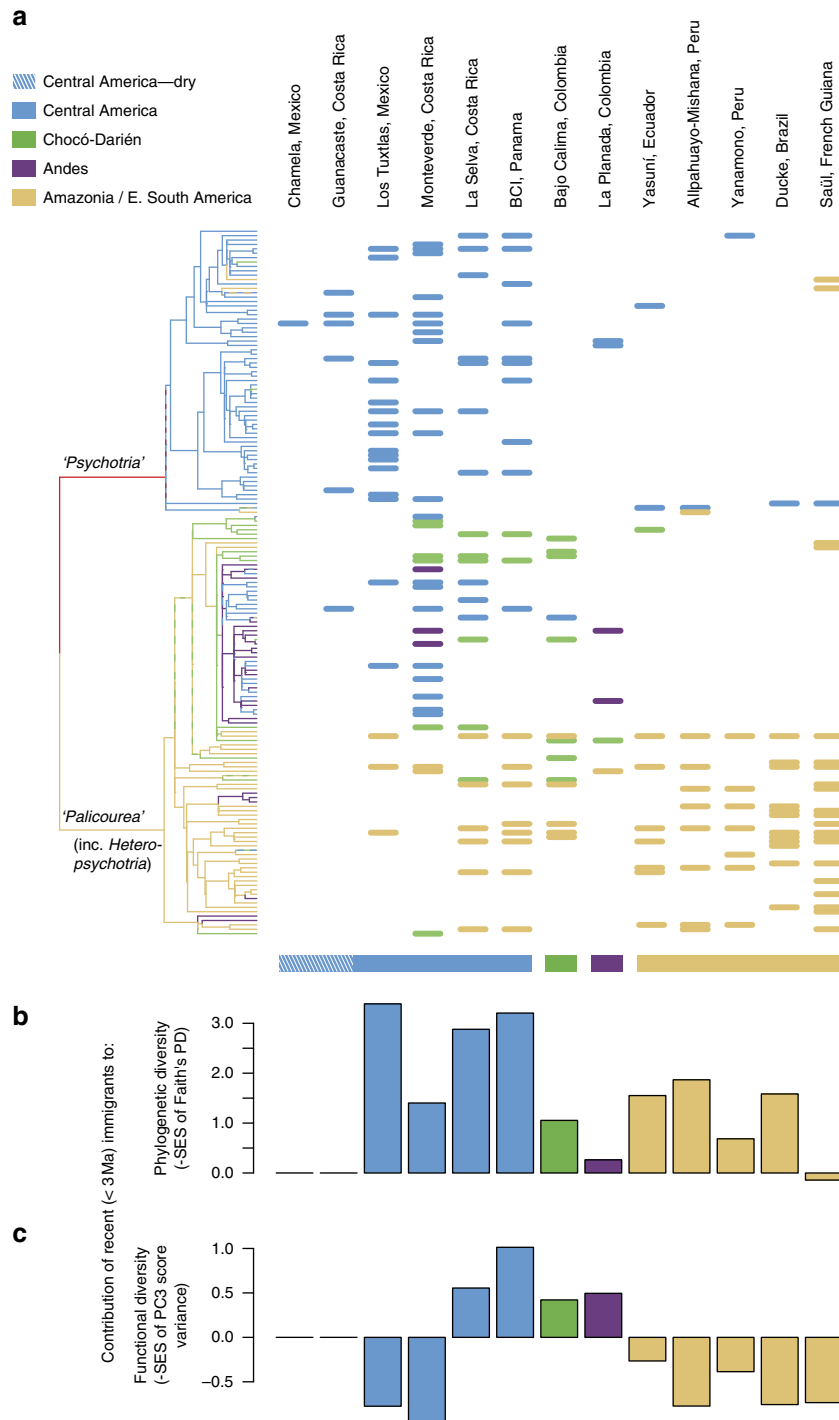 a
Central America—dry
Central America
Chocó-Darién
Andes
Amazonia / E. South America
Chamela, Mexico
Guanacaste, Costa Rica
Los Tuxtlas, Mexico
Monteverde, Costa Rica
La Selva, Costa Rica
BCI, Panama
Bajo Calima, Colombia
La Planada, Colombia
Yasuní, Ecuador
Allpahuayo-Mishana, Peru
Yanamono, Peru
Ducke, Brazil
Saül, French Guiana
'Psychotria'
'Palicourea'
(inc. Hetero-
psychotria)
b
Contribution of recent (< 3 Ma) immigrants to:
Phylogenetic diversity
(-SES of Faith's PD)
3.0
2.0
1.0
0.0
c
Functional diversity
(-SES of PC3 score
variance)
1.0
0.5
0.0
−0.5